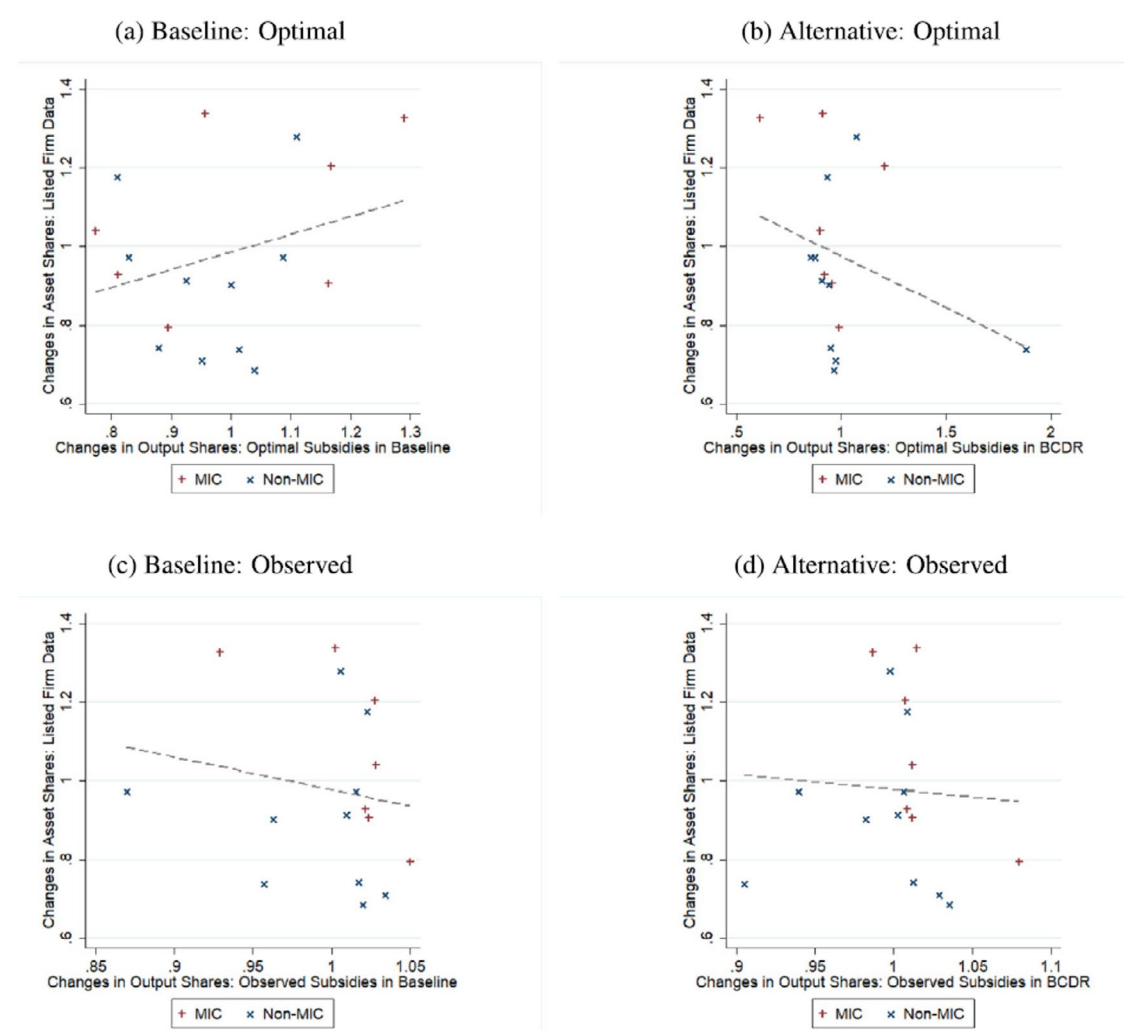 (a) Baseline: Optimal
Changes in Asset Shares: Listed Firm Data
1.4
1.2
1
.8
.6
.8
.9
1
1.1
1.2
1.3
Changes in Output Shares: Optimal Subsidies in Baseline
+ MIC × Non-MIC
(b) Alternative: Optimal
Changes in Asset Shares: Listed Firm Data
1.4
1.2
1
.8
.6
.5
1
1.5
2
Changes in Output Shares: Optimal Subsidies in BCDR
+ MIC × Non-MIC
(c) Baseline: Observed
Changes in Asset Shares: Listed Firm Data
1.4
1.2
1
.8
.6
.85
.9
.95
1
1.05
Changes in Output Shares: Observed Subsidies in Baseline
+ MIC × Non-MIC
(d) Alternative: Observed
Changes in Asset Shares: Listed Firm Data
1.4
1.2
1
.8
.6
.9
.95
1
1.05
1.1
Changes in Output Shares: Observed Subsidies in BCDR
+ MIC × Non-MIC